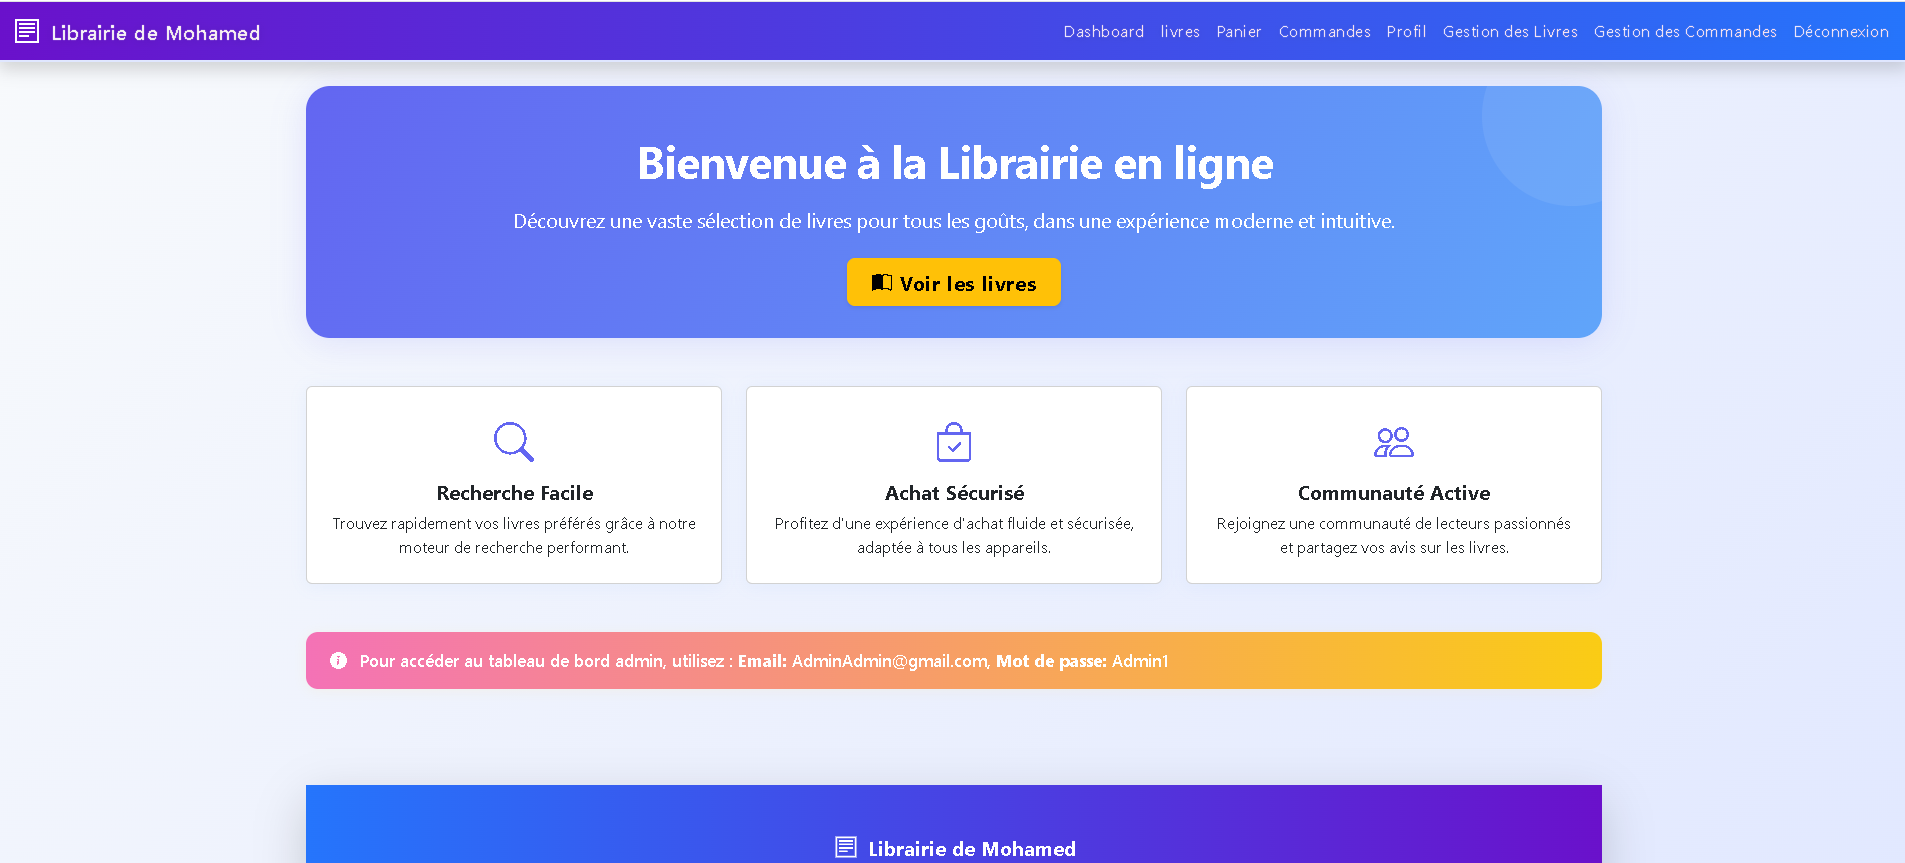 Librairie de Mohamed
Dashboard livres Panier Commandes Profil Gestion des Livres Gestion des Commandes Déconnexion
Bienvenue à la Librairie en ligne
Découvrez une vaste sélection de livres pour tous les goûts, dans une expérience moderne et intuitive.
Voir les livres
Recherche Facile
Trouvez rapidement vos livres préférés grâce à notre
moteur de recherche performant.
Achat Sécurisé
Profitez d'une expérience d'achat fluide et sécurisée,
adaptée à tous les appareils.
Communauté Active
Rejoignez une communauté de lecteurs passionnés
et partagez vos avis sur les livres.
Pour accéder au tableau de bord admin, utilisez : Email: AdminAdmin@gmail.com, Mot de passe: Admin1
Librairie de Mohamed